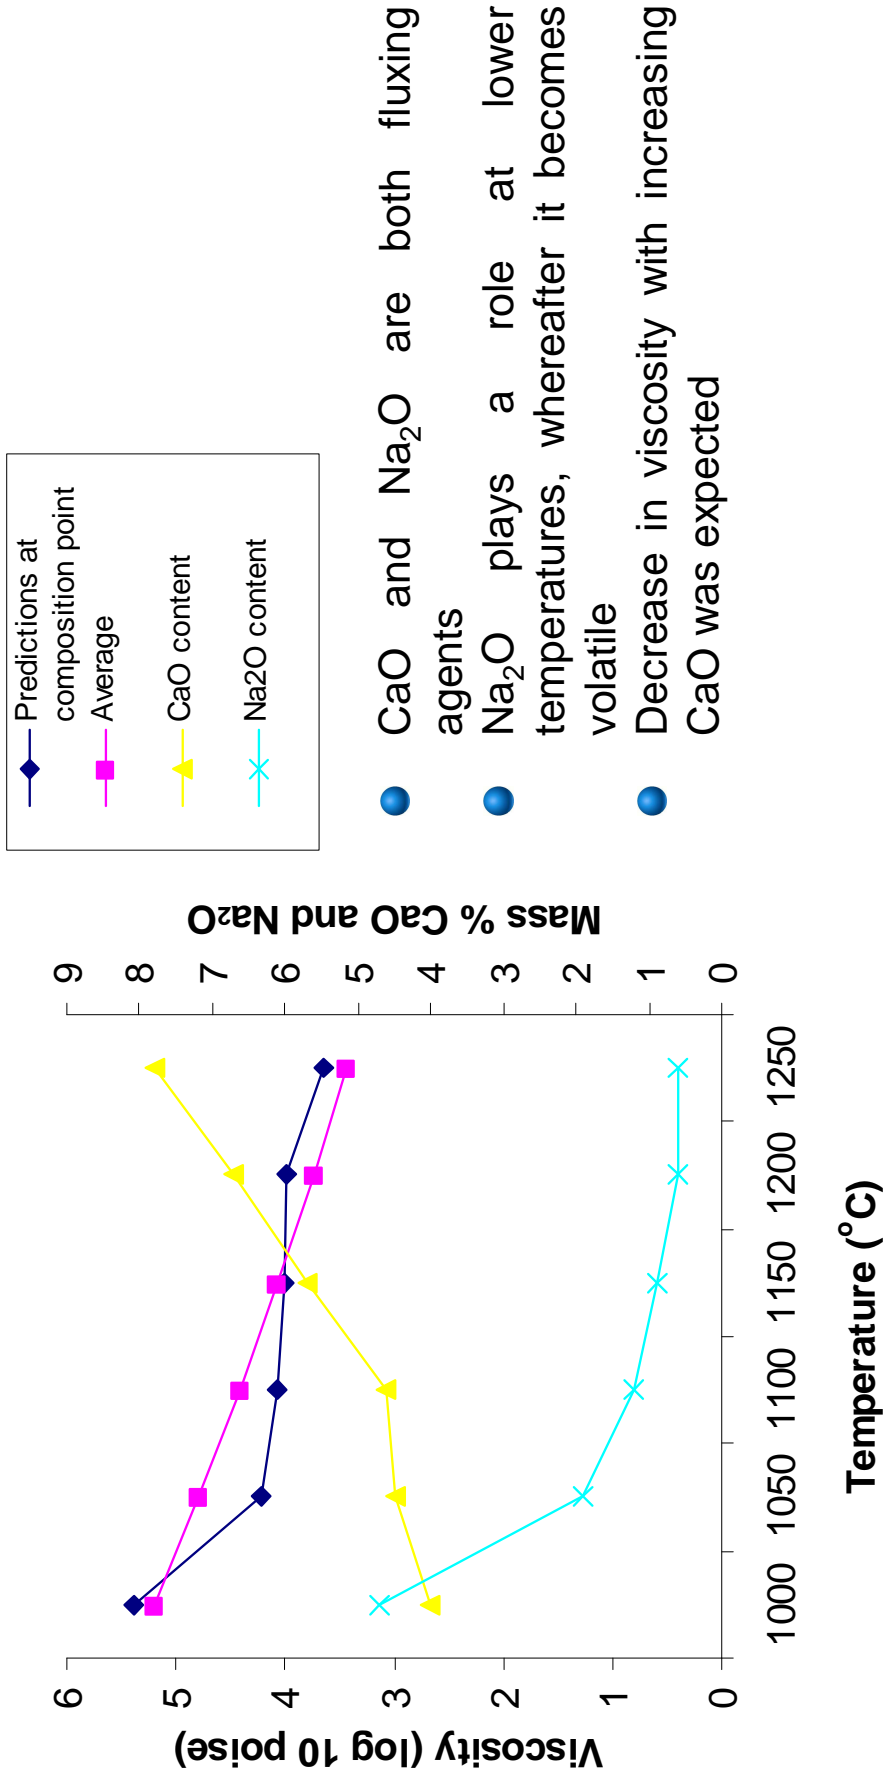 Predictions at
composition point
Average
CaO content
Na2O content
CaO and Na₂O are both fluxing
agents
Na₂O plays a role at lower
temperatures, whereafter it becomes
volatile
Decrease in viscosity with increasing
CaO was expected
Viscosity (log 10 poise)
6
5
4
3
2
1
0
Mass % CaO and Na₂O
9
8
7
6
5
4
3
2
1
0
1000 1050 1100 1150 1200 1250
Temperature (°C)